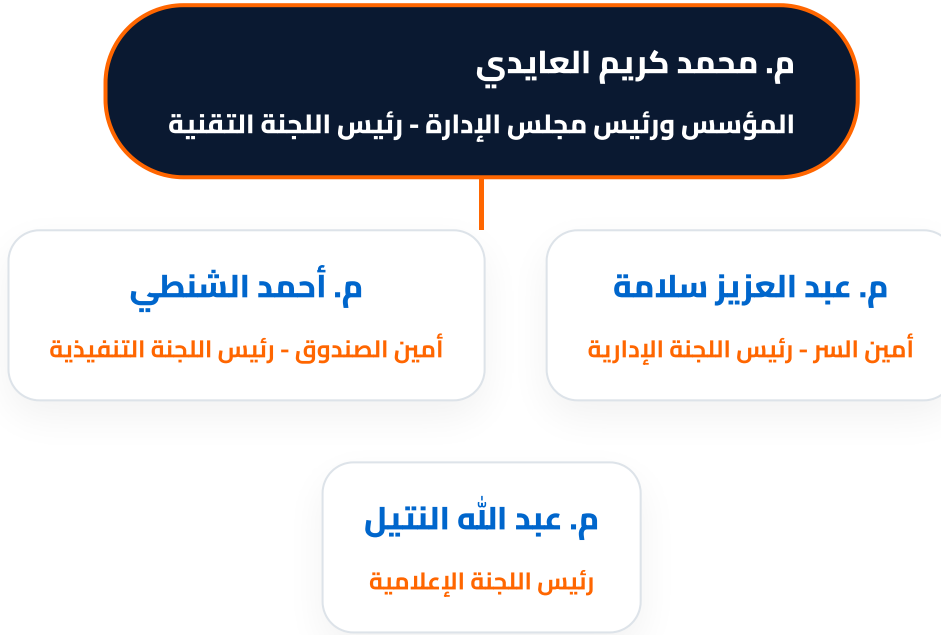 م. محمد كريم العايدي
المؤسس ورئيس مجلس الإدارة - رئيس اللجنة التقنية
م. عبد العزيز سلامة
أمين السر - رئيس اللجنة الإدارية
م. أحمد الشنطي
أمين الصندوق - رئيس اللجنة التنفيذية
م. عبد الله النتيل
رئيس اللجنة الإعلامية